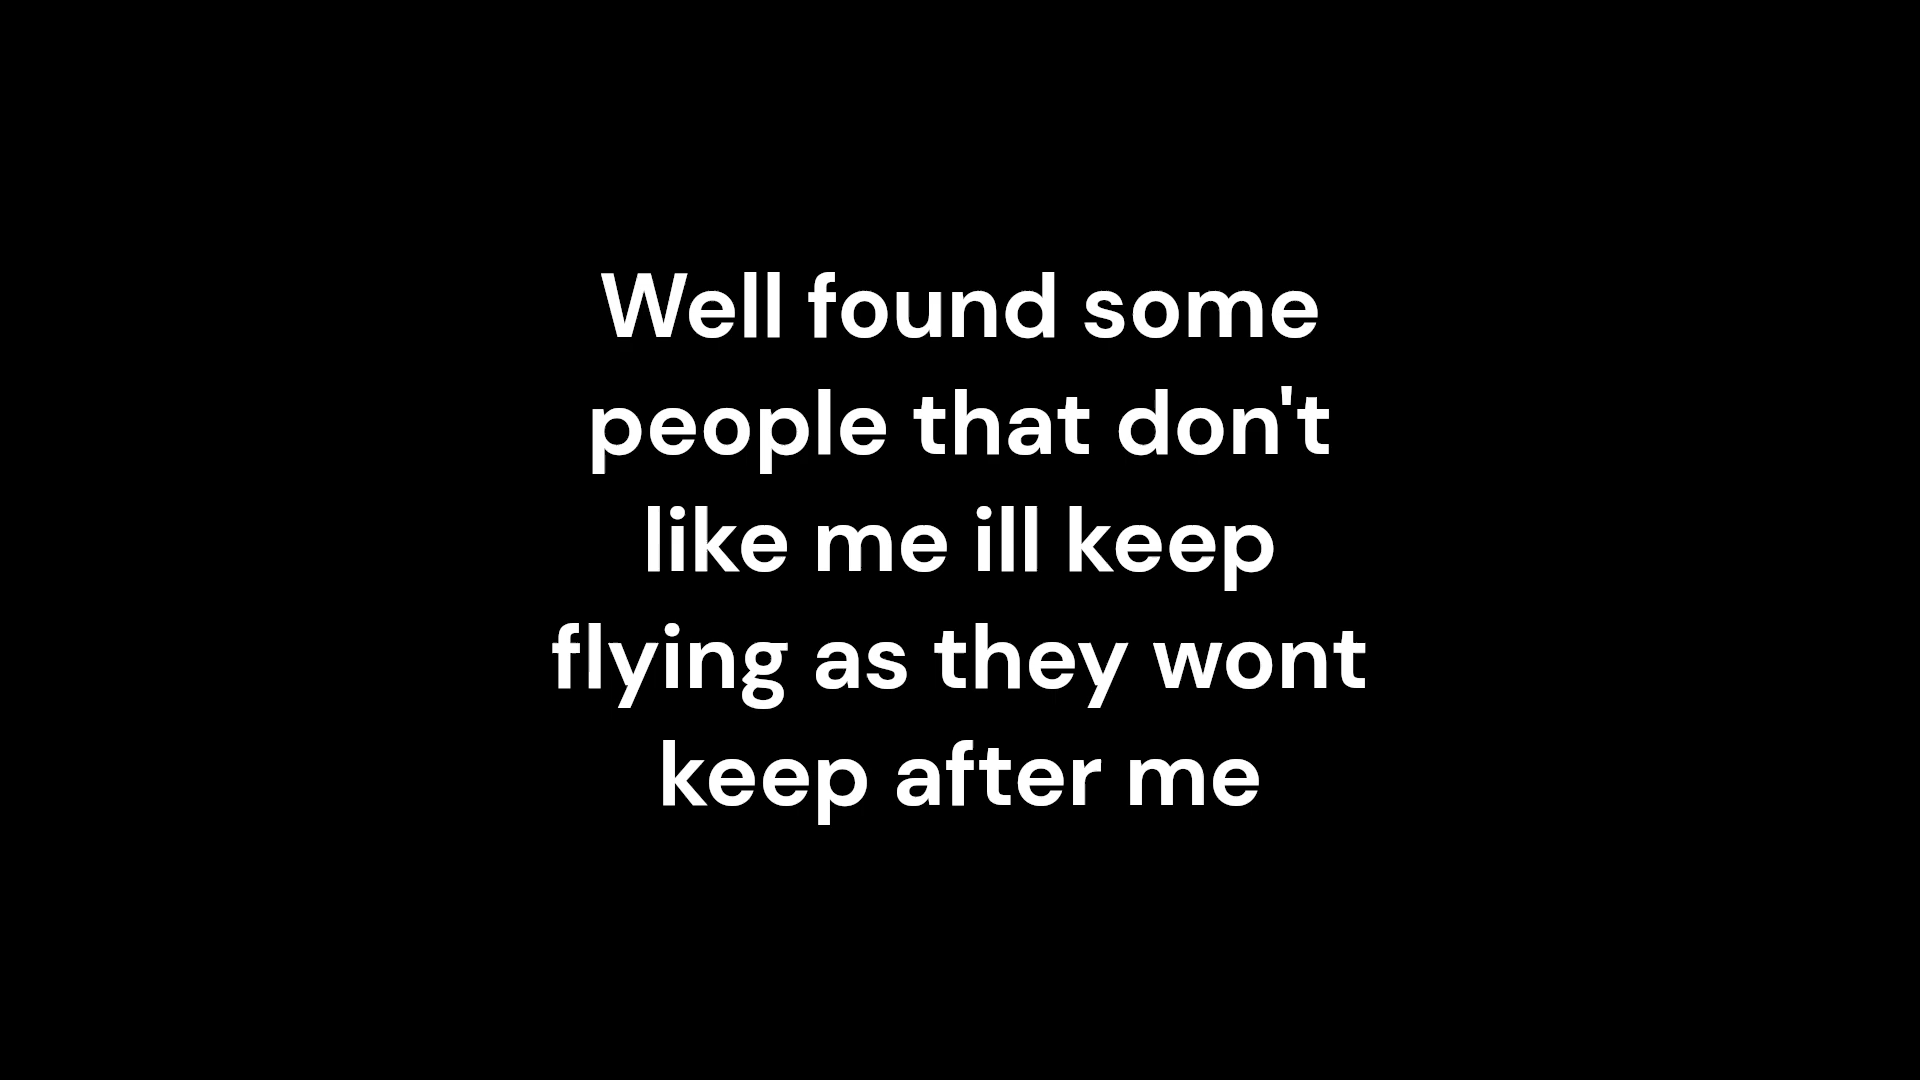 Well found some
people that don't
like me ill keep
flying as they wont
keep after me